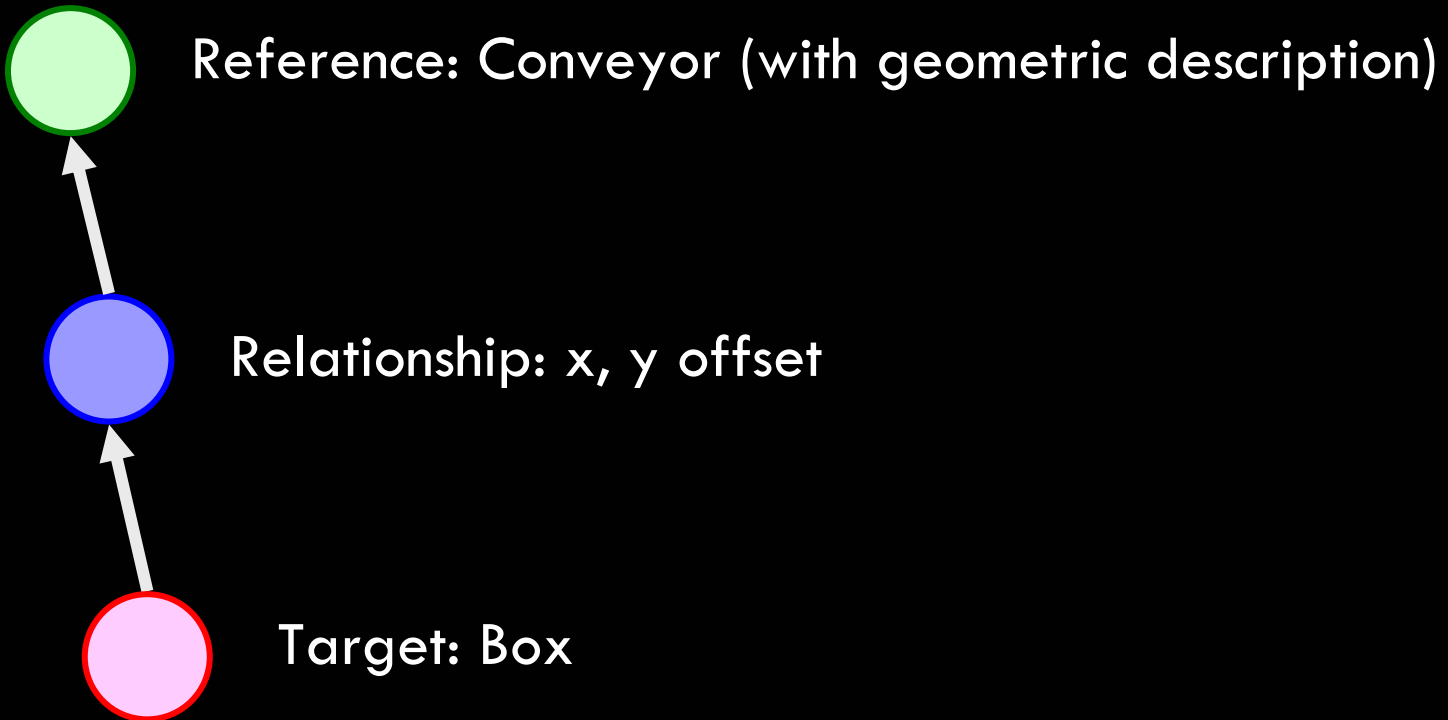 Reference: Conveyor (with geometric description)
Relationship: x, y offset
Target: Box